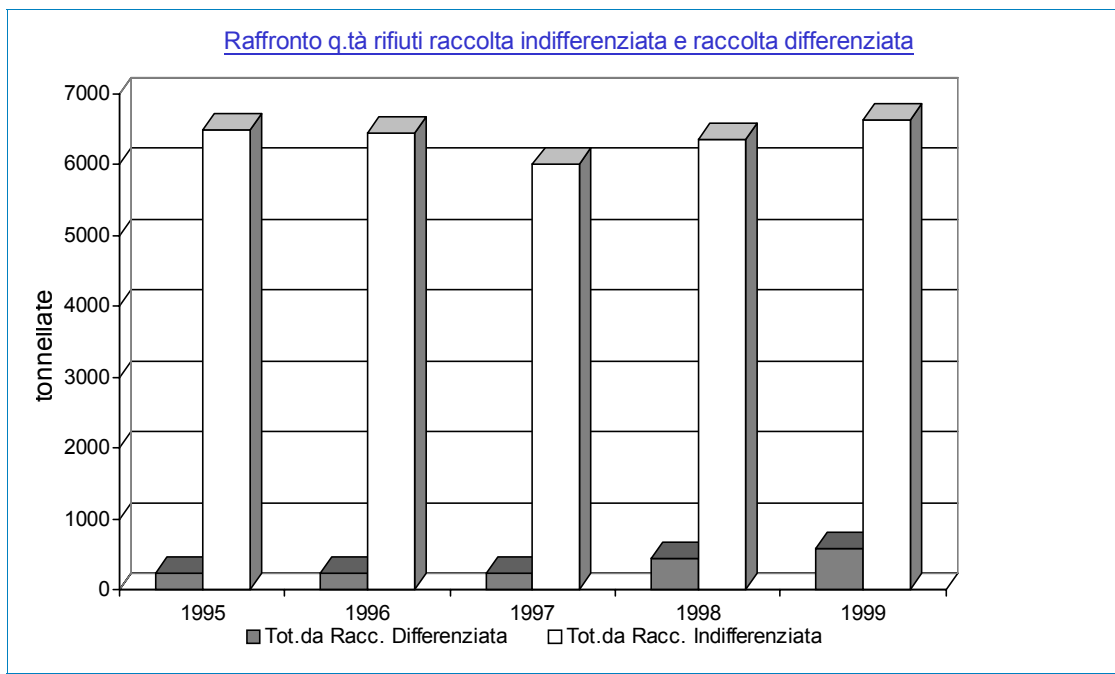 Raffronto q.tà rifiuti raccolta indifferenziata e raccolta differenziata
7000
6000
5000
4000
3000
2000
1000
0
tonnellate
1995 1996 1997 1998 1999
Tot.da Racc. Differenziata Tot.da Racc. Indifferenziata